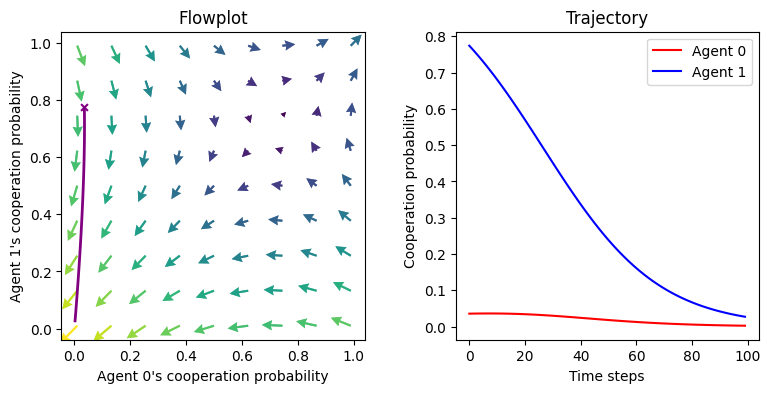 Flowplot
Agent 1's cooperation probability
1.0
0.8
0.6
0.4
0.2
0.0
0.0 0.2 0.4 0.6 0.8 1.0
Agent 0's cooperation probability
Trajectory
Cooperation probability
0.8
0.7
0.6
0.5
0.4
0.3
0.2
0.1
0.0
Agent 0
Agent 1
0 20 40 60 80 100
Time steps